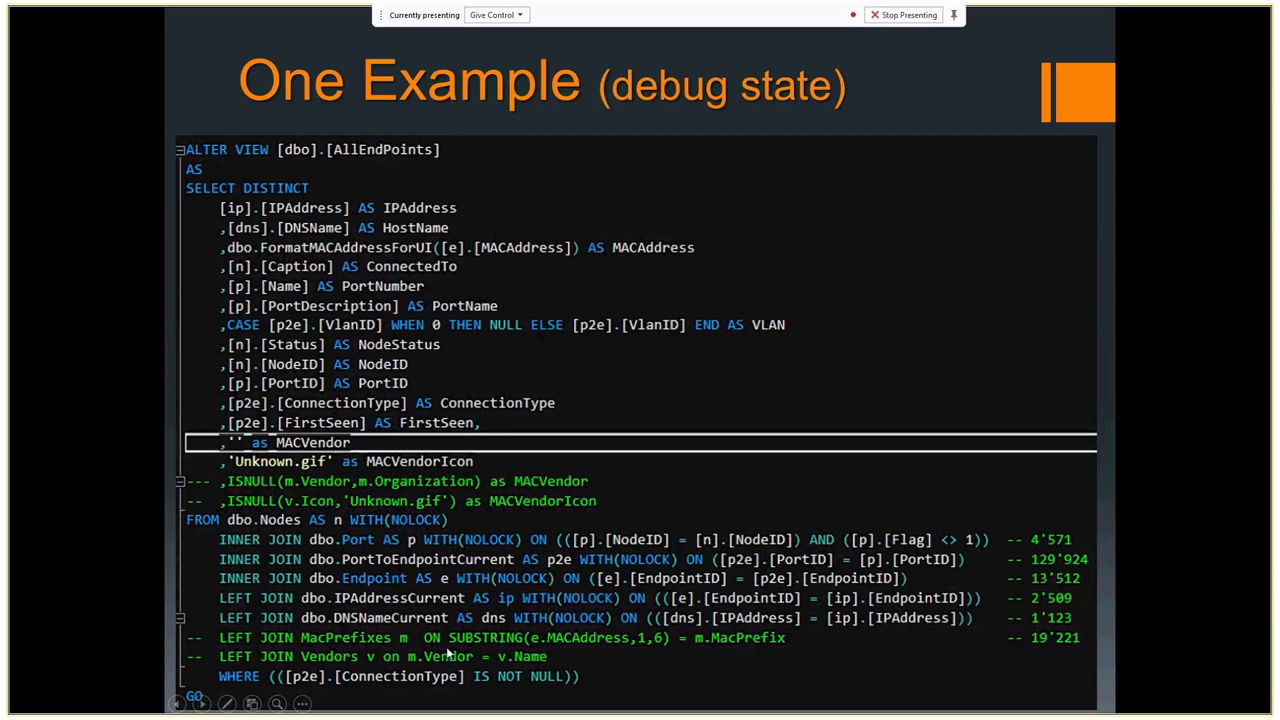 Currently presenting Give Control Stop Presenting
One Example (debug state)
ALTER VIEW [dbo].[AllEndPoints]
AS
SELECT DISTINCT
[ip].[IPAddress] AS IPAddress
,[dns].[DNSName] AS HostName
,dbo.FormatMACAddressForUI([e].[MACAddress]) AS MACAddress
,[n].[Caption] AS ConnectedTo
,[p].[Name] AS PortNumber
,[p].[PortDescription] AS PortName
,CASE [p2e].[VlanID] WHEN 0 THEN NULL ELSE [p2e].[VlanID] END AS VLAN
,[n].[Status] AS NodeStatus
,[n].[NodeID] AS NodeID
,[p].[PortID] AS PortID
,[p2e].[ConnectionType] AS ConnectionType
,[p2e].[FirstSeen] AS FirstSeen,
,'' as MACVendor
,'Unknown.gif' as MACVendorIcon
--- ,ISNULL(m.Vendor,m.Organization) as MACVendor
-- ,ISNULL(v.Icon,'Unknown.gif') as MACVendorIcon
FROM dbo.Nodes AS n WITH(NOLOCK)
INNER JOIN dbo.Port AS p WITH(NOLOCK) ON (([p].[NodeID] = [n].[NodeID]) AND ([p].[Flag] <> 1)) -- 4'571
INNER JOIN dbo.PortToEndpointCurrent AS p2e WITH(NOLOCK) ON ([p2e].[PortID] = [p].[PortID]) -- 129'924
INNER JOIN dbo.Endpoint AS e WITH(NOLOCK) ON ([e].[EndpointID] = [p2e].[EndpointID]) -- 13'512
LEFT JOIN dbo.IPAddressCurrent AS ip WITH(NOLOCK) ON (([e].[EndpointID] = [ip].[EndpointID])) -- 2'509
LEFT JOIN dbo.DNSNameCurrent AS dns WITH(NOLOCK) ON (([dns].[IPAddress] = [ip].[IPAddress])) -- 1'123
-- LEFT JOIN MacPrefixes m ON SUBSTRING(e.MACAddress,1,6) = m.MacPrefix -- 19'221
-- LEFT JOIN Vendors v on m.Vendor = v.Name
WHERE (([p2e].[ConnectionType] IS NOT NULL))
GO